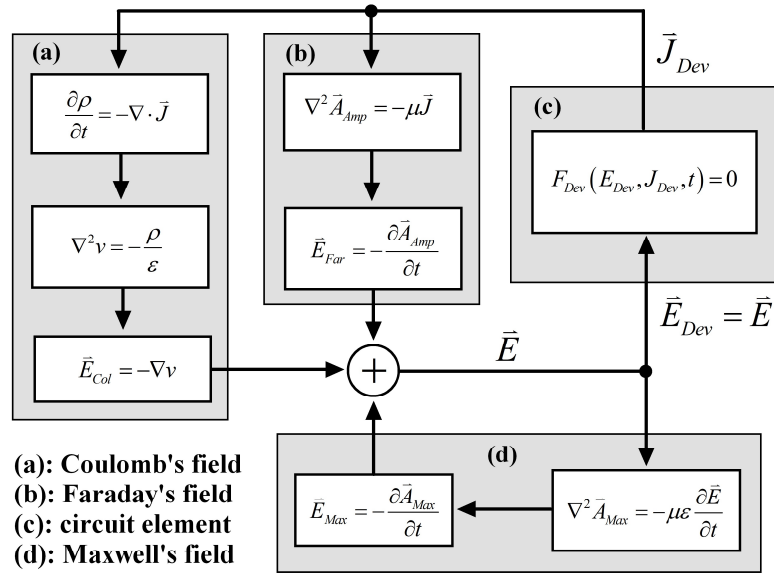 (a)
∂ρ/∂t = −∇·J⃗
∇²v = −ρ/ε
E⃗_Col = −∇v
(b)
∇²A⃗_Amp = −μJ⃗
E⃗_Far = −∂A⃗_Amp/∂t
J⃗_Dev
(c)
F_Dev(E_Dev, J_Dev, t) = 0
E⃗_Dev = E⃗
+
E⃗
(d)
E⃗_Max = −∂A⃗_Max/∂t
∇²A⃗_Max = −με ∂E⃗/∂t
(a): Coulomb's field
(b): Faraday's field
(c): circuit element
(d): Maxwell's field